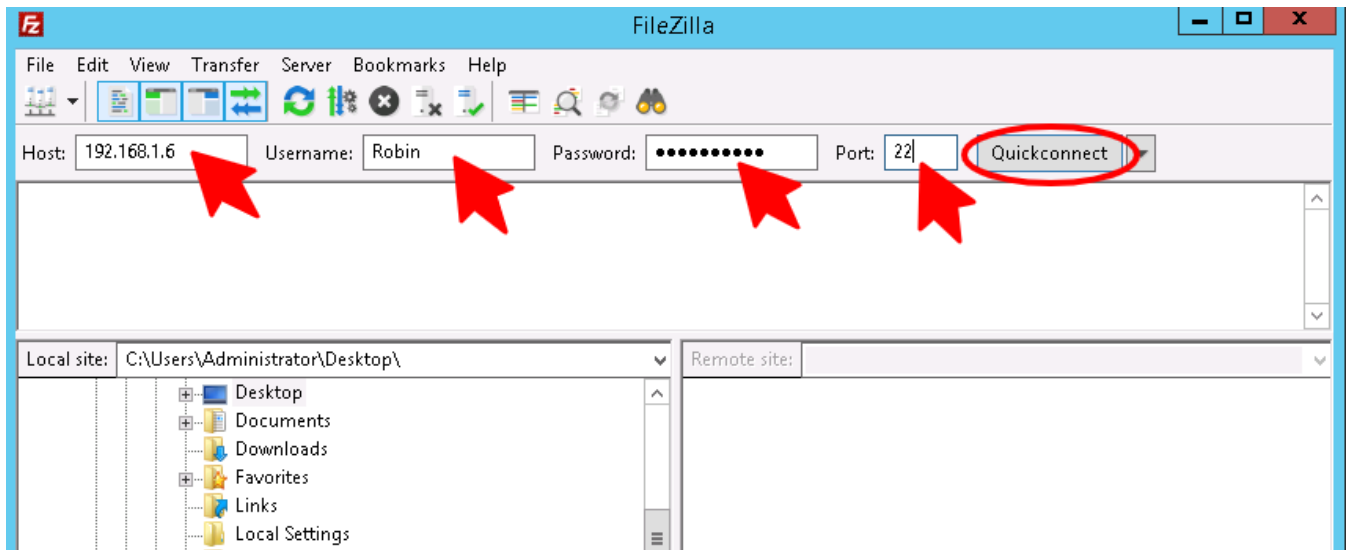 Fz FileZilla
File Edit View Transfer Server Bookmarks Help
Host: 192.168.1.6 Username: Robin Password: ●●●●●●●●●● Port: 22 Quickconnect
Local site: C:\Users\Administrator\Desktop\ Remote site:
Desktop
Documents
Downloads
Favorites
Links
Local Settings